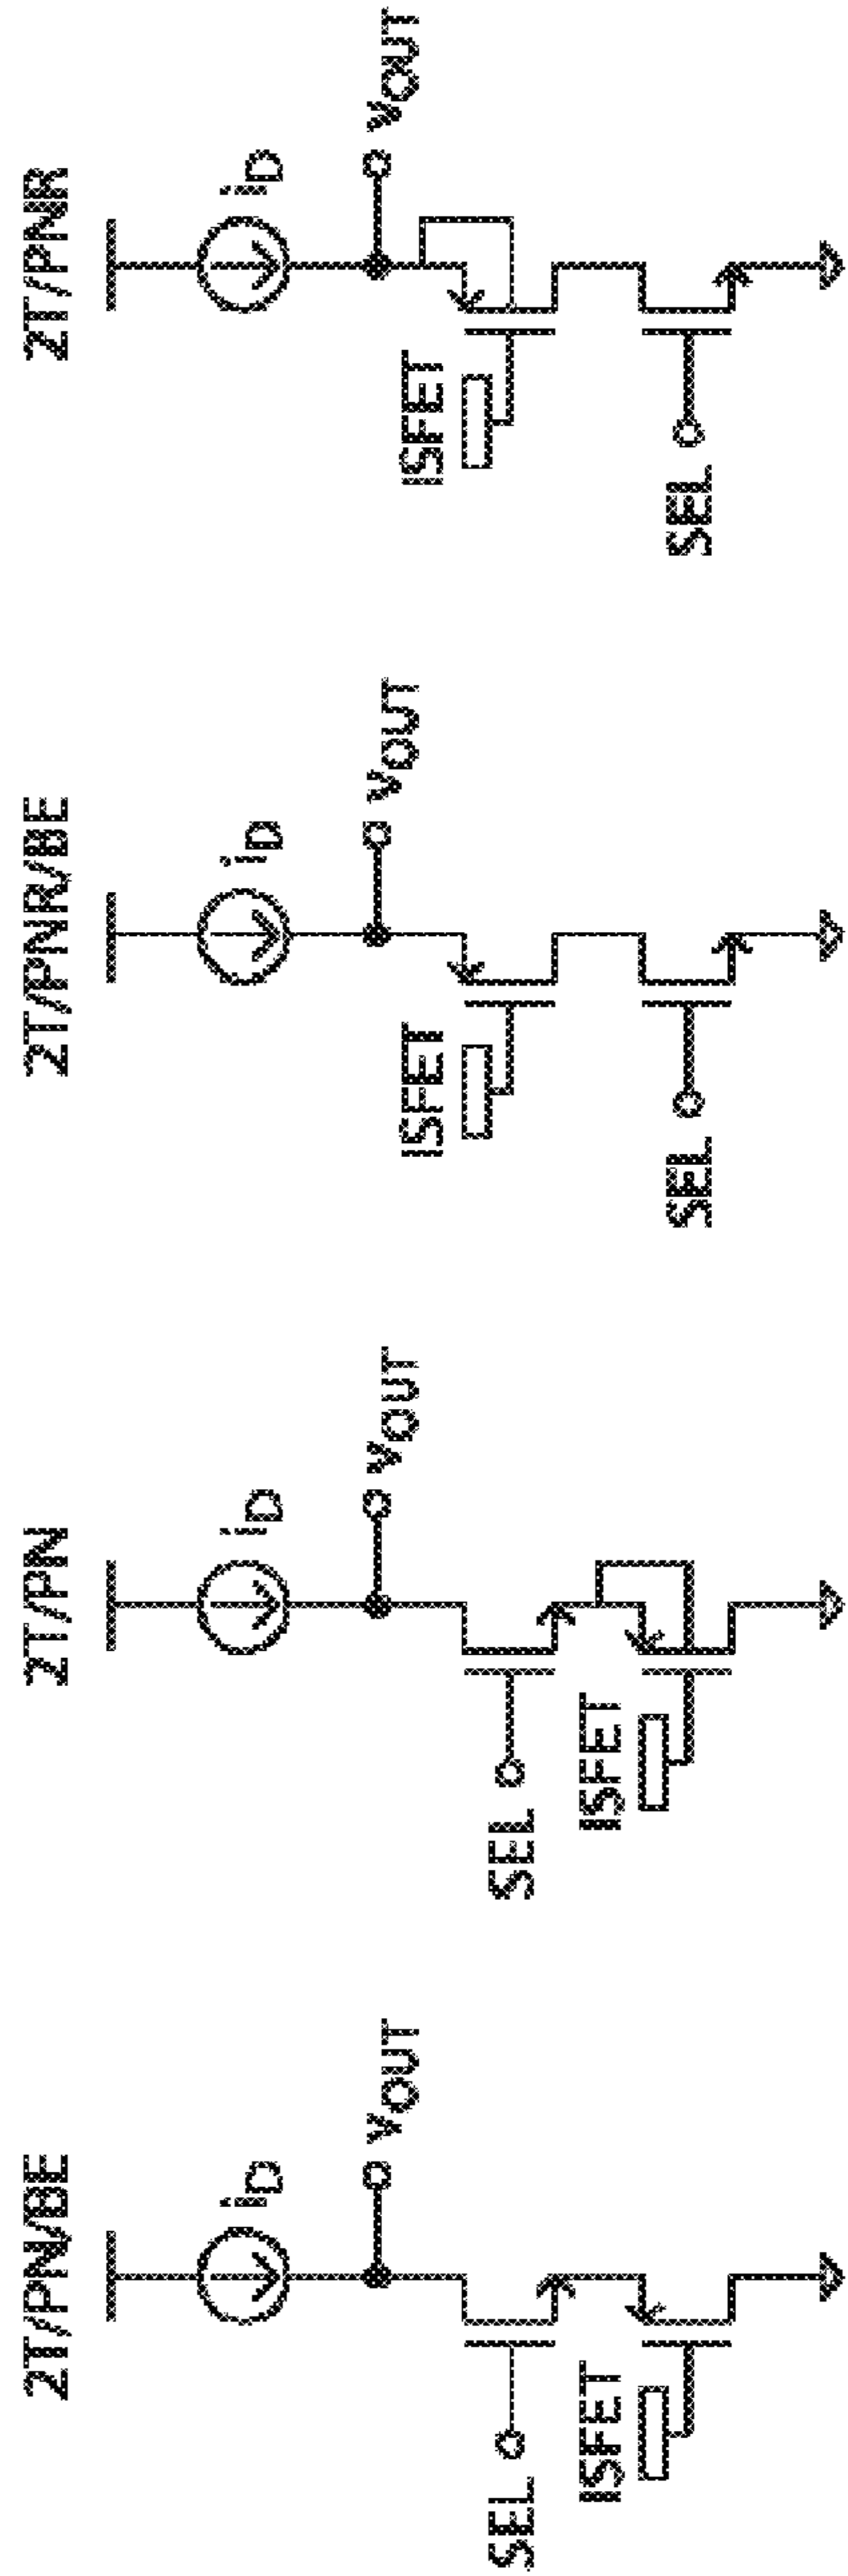 2T/PN/BE
iD
VOUT
SEL
ISFET
2T/PN
iD
VOUT
SEL
ISFET
2T/PNR/BE
iD
VOUT
ISFET
SEL
2T/PNR
iD
VOUT
ISFET
SEL